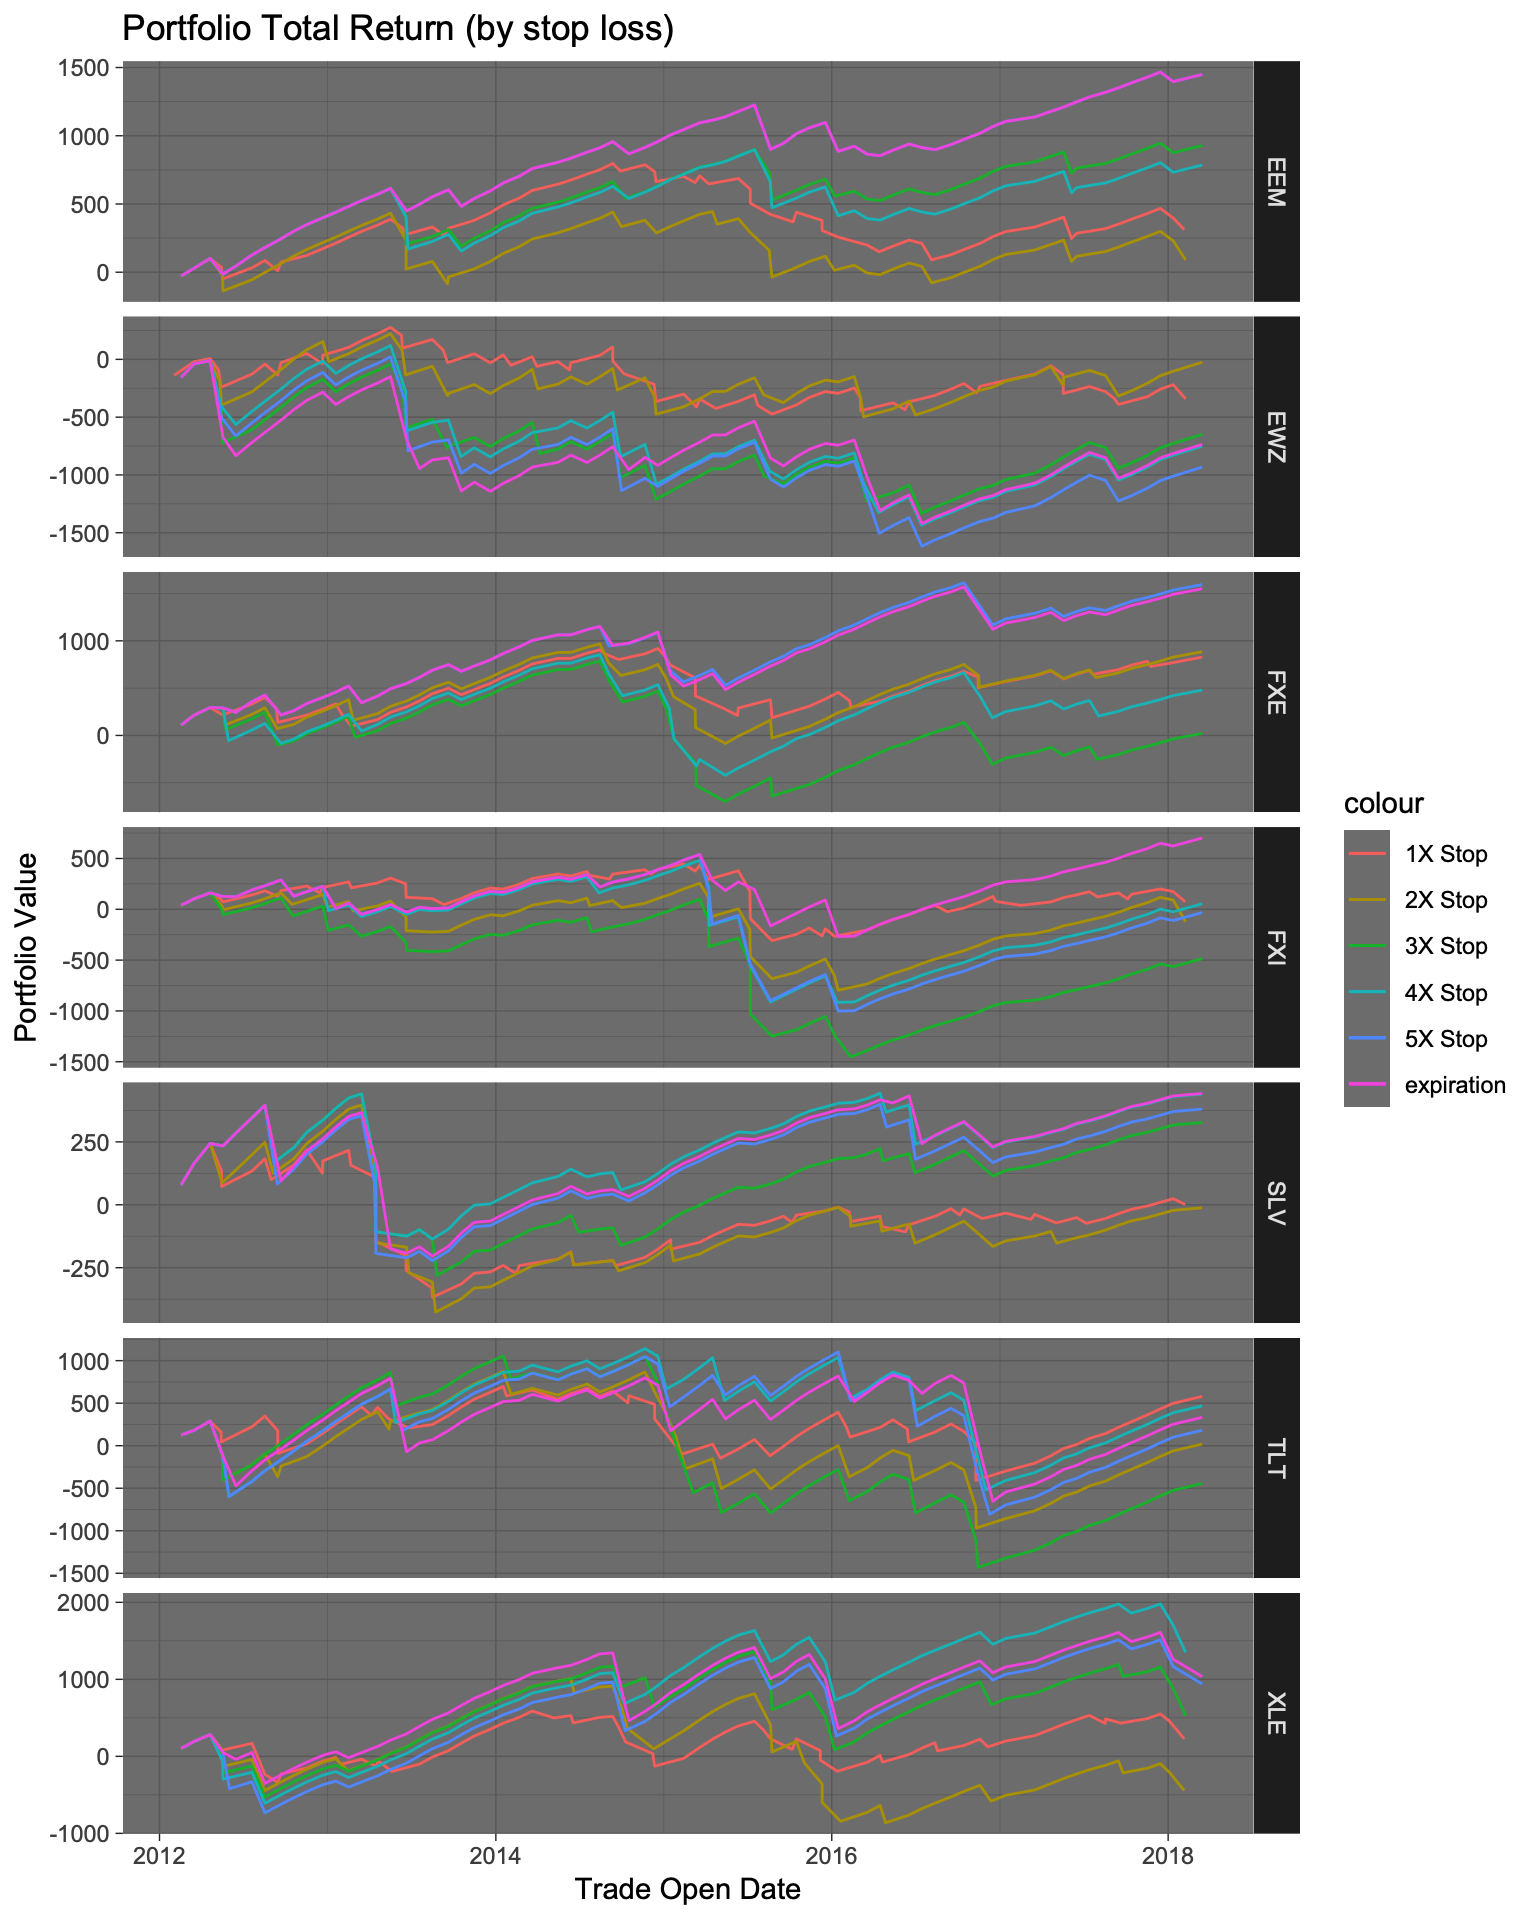 Portfolio Total Return (by stop loss)
1500
1000
500
0
EEM
0
-500
-1000
-1500
EWZ
1000
0
FXE
500
0
-500
-1000
-1500
FXI
250
0
-250
SLV
1000
500
0
-500
-1000
-1500
TLT
2000
1000
0
-1000
XLE
2012 2014 2016 2018
Trade Open Date
Portfolio Value
colour
1X Stop
2X Stop
3X Stop
4X Stop
5X Stop
expiration